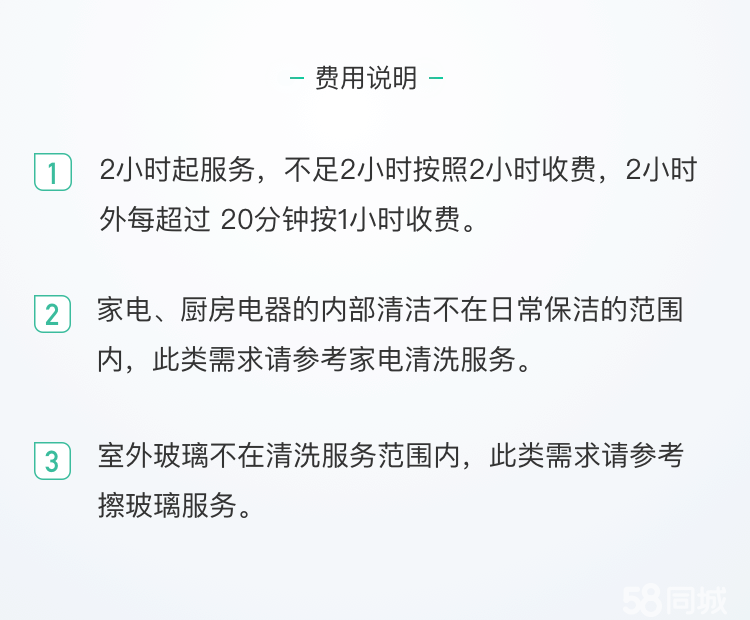 - 费用说明 -
1 2小时起服务，不足2小时按照2小时收费，2小时
外每超过 20分钟按1小时收费。
2 家电、厨房电器的内部清洁不在日常保洁的范围
内，此类需求请参考家电清洗服务。
3 室外玻璃不在清洗服务范围内，此类需求请参考
擦玻璃服务。
58同城